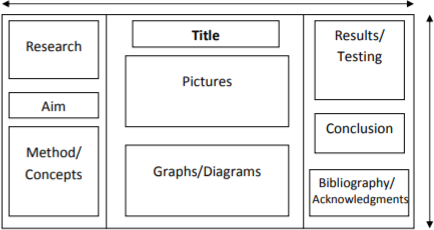 Research
Aim
Method/
Concepts
Title
Pictures
Graphs/Diagrams
Results/
Testing
Conclusion
Bibliography/
Acknowledgments